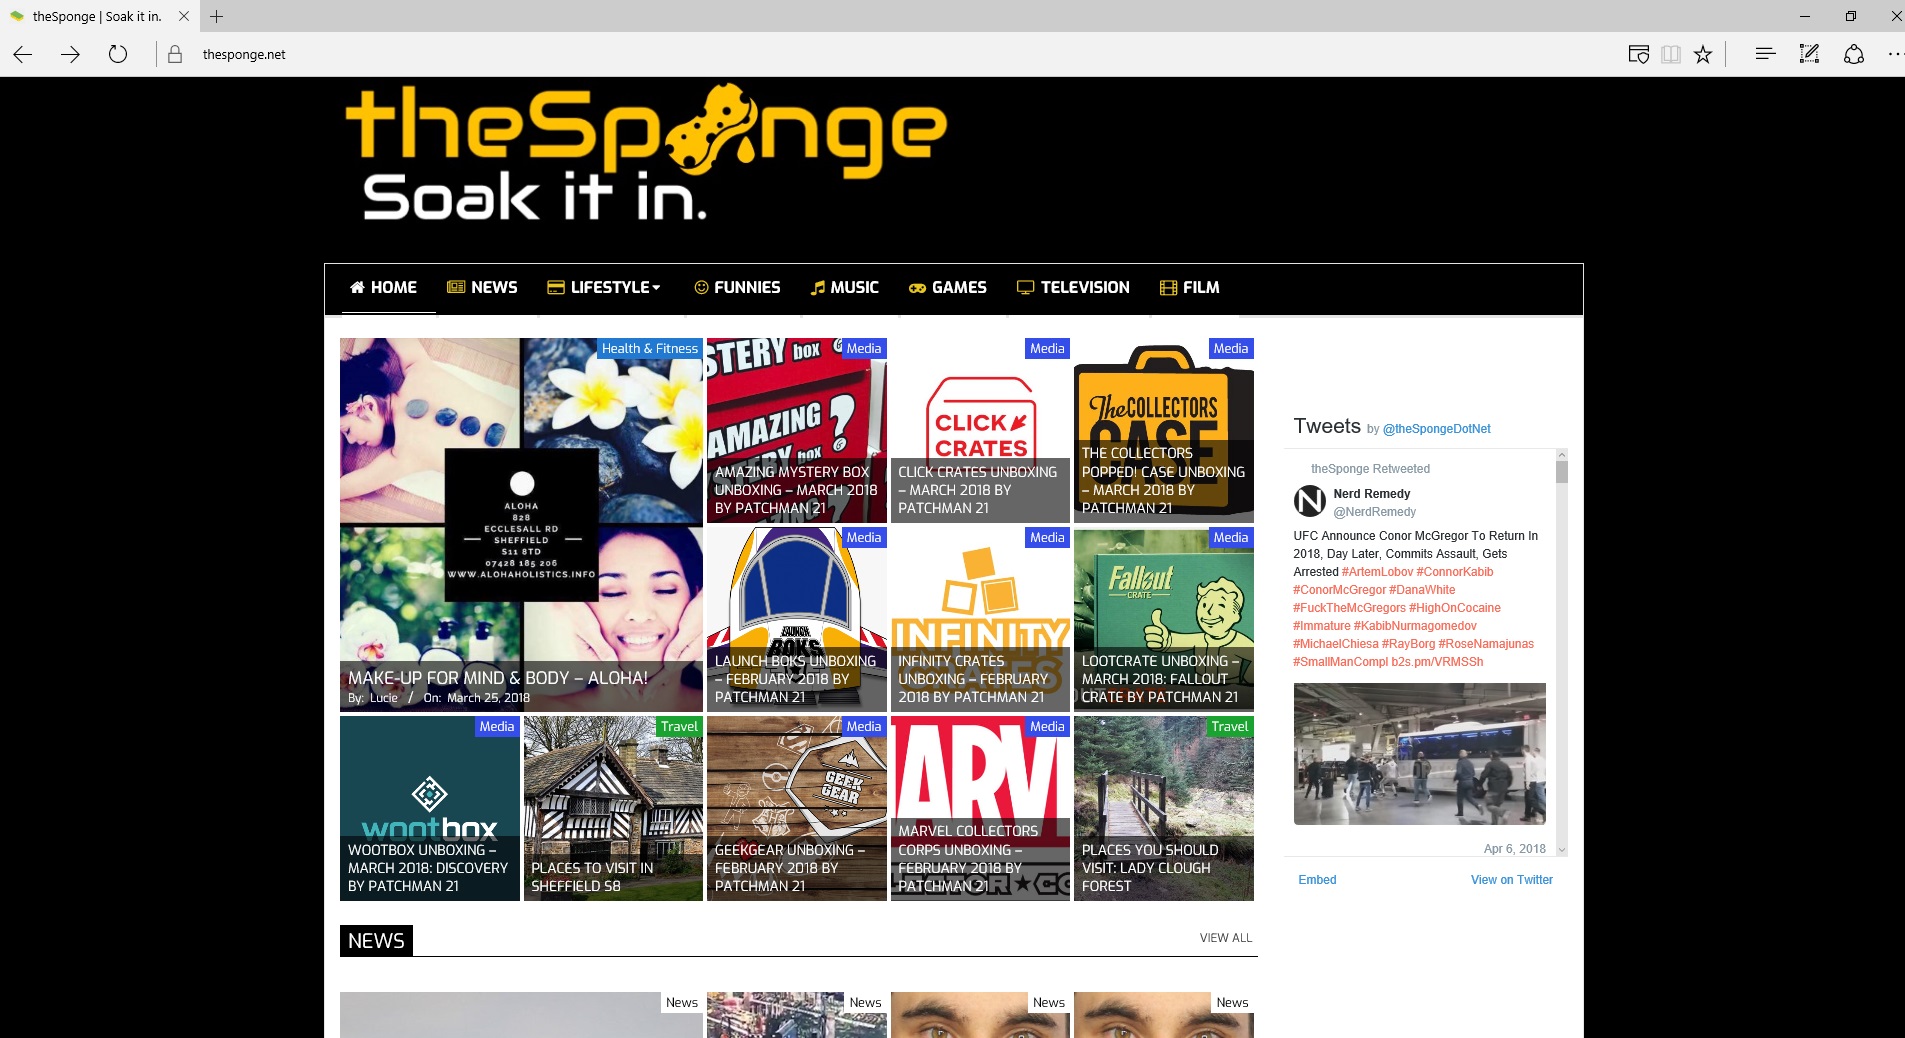 theSponge | Soak it in.
thesponge.net
theSponge
Soak it in.
HOME NEWS LIFESTYLE FUNNIES MUSIC GAMES TELEVISION FILM
Health & Fitness
ALOHA
828
ECCLESALL RD
SHEFFIELD
S11 8TD
07428 185 206
WWW.ALOHAHOLISTICS.INFO
MAKE-UP FOR MIND & BODY – ALOHA!
By: Lucie / On: March 25, 2018
Media
STERY box
AMAZING
MYSTERY box
AMAZING MYSTERY BOX
UNBOXING – MARCH 2018
BY PATCHMAN 21
Media
CLICK
CRATES
CLICK CRATES UNBOXING
– MARCH 2018 BY
PATCHMAN 21
Media
The COLLECTORS
CASE
THE COLLECTORS
POPPED! CASE UNBOXING
– MARCH 2018 BY
PATCHMAN 21
Media
LAUNCH
BOKS
LAUNCH BOKS UNBOXING
– FEBRUARY 2018 BY
PATCHMAN 21
Media
INFINITY
CRATES
INFINITY CRATES
UNBOXING – FEBRUARY
2018 BY PATCHMAN 21
Media
Fallout
CRATE
LOOTCRATE UNBOXING –
MARCH 2018: FALLOUT
CRATE BY PATCHMAN 21
Media
wootbox
WOOTBOX UNBOXING –
MARCH 2018: DISCOVERY
BY PATCHMAN 21
Travel
PLACES TO VISIT IN
SHEFFIELD S8
Media
GEEK
GEAR
GEEKGEAR UNBOXING –
FEBRUARY 2018 BY
PATCHMAN 21
Media
ARV
MARVEL COLLECTORS
CORPS UNBOXING –
FEBRUARY 2018 BY
PATCHMAN 21
Travel
PLACES YOU SHOULD
VISIT: LADY CLOUGH
FOREST
Tweets by @theSpongeDotNet
theSponge Retweeted
Nerd Remedy
@NerdRemedy
UFC Announce Conor McGregor To Return In
2018, Day Later, Commits Assault, Gets
Arrested #ArtemLobov #ConnorKabib
#ConorMcGregor #DanaWhite
#FuckTheMcGregors #HighOnCocaine
#Immature #KabibNurmagomedov
#MichaelChiesa #RayBorg #RoseNamajunas
#SmallManCompl b2s.pm/VRMSSh
Apr 6, 2018
Embed View on Twitter
NEWS
VIEW ALL
News
News
News
News